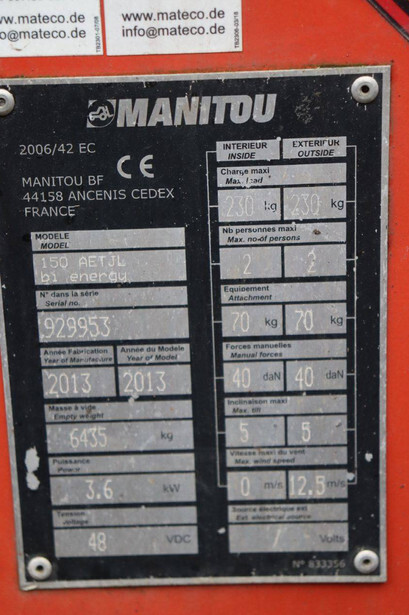 www.mateco.de
@mateco.de
TB2301-07/08
www.mateco.de
info@mateco.de
MANITOU
2006/42 EC
CE
MANITOU BF
44158 ANCENIS CEDEX
FRANCE
MODELE
MODEL
150 AETJL
bi energy
N° dans la série
Serial no.
929953
Année Fabrication
Year of Manufacture
2013
Année du Modele
Year of Model
2013
Masse à vide
Empty weight
6435 kg
Puissance
Power
3.6 kW
Tension
Voltage
48 VDC
INTERIEUR
INSIDE
EXTERIEUR
OUTSIDE
Charge maxi
Max. load
230 kg 230 kg
Nb personnes maxi
Max. no.of persons
2 2
Equipement
Attachment
70 kg 70 kg
Forces manuelles
Manual forces
40 daN 40 daN
Inclinaison maxi
Max. tilt
5 5
Vitesse maxi du vent
Max. wind speed
0 m/s 12.5 m/s
Source électrique ext
Ext. electrical source
/ Volts
N° 833356